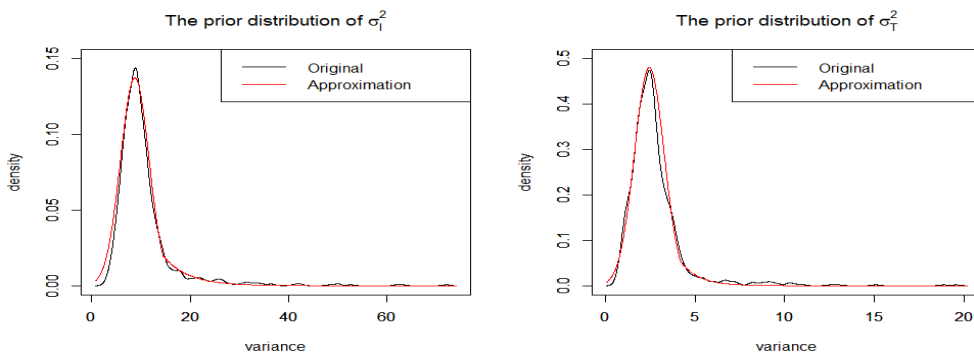 The prior distribution of σ_I^2
Original
Approximation
density
0.00
0.05
0.10
0.15
0
20
40
60
variance
The prior distribution of σ_T^2
Original
Approximation
density
0.0
0.1
0.2
0.3
0.4
0.5
0
5
10
15
20
variance